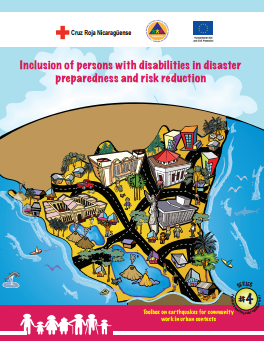 Cruz Roja Nicaragüense
Inclusion of persons with disabilities in disaster
preparedness and risk reduction
#4
Toolbox on earthquakes for community
work in urban contexts